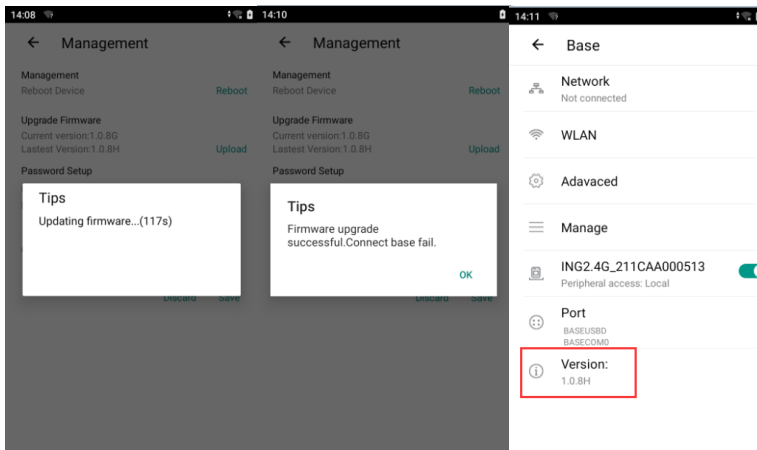 14:08
Management
Management
Reboot Device Reboot
Upgrade Firmware
Current version:1.0.8G
Lastest Version:1.0.8H Upload
Password Setup
Tips
Updating firmware...(117s)
Discard Save
14:10
Management
Management
Reboot Device Reboot
Upgrade Firmware
Current version:1.0.8G
Lastest Version:1.0.8H Upload
Password Setup
Tips
Firmware upgrade
successful.Connect base fail.
OK
Discard Save
14:11
Base
Network
Not connected
WLAN
Adavaced
Manage
ING2.4G_211CAA000513
Peripheral access: Local
Port
BASEUSBD
BASECOM0
Version:
1.0.8H